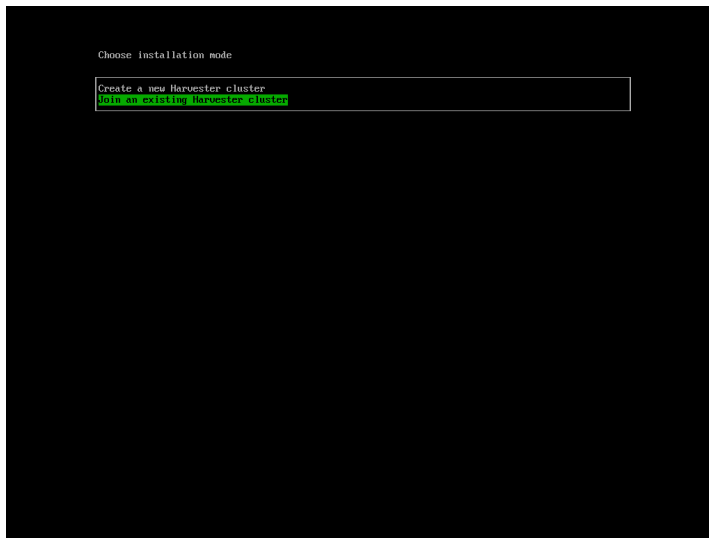 Choose installation mode
Create a new Harvester cluster
Join an existing Harvester cluster